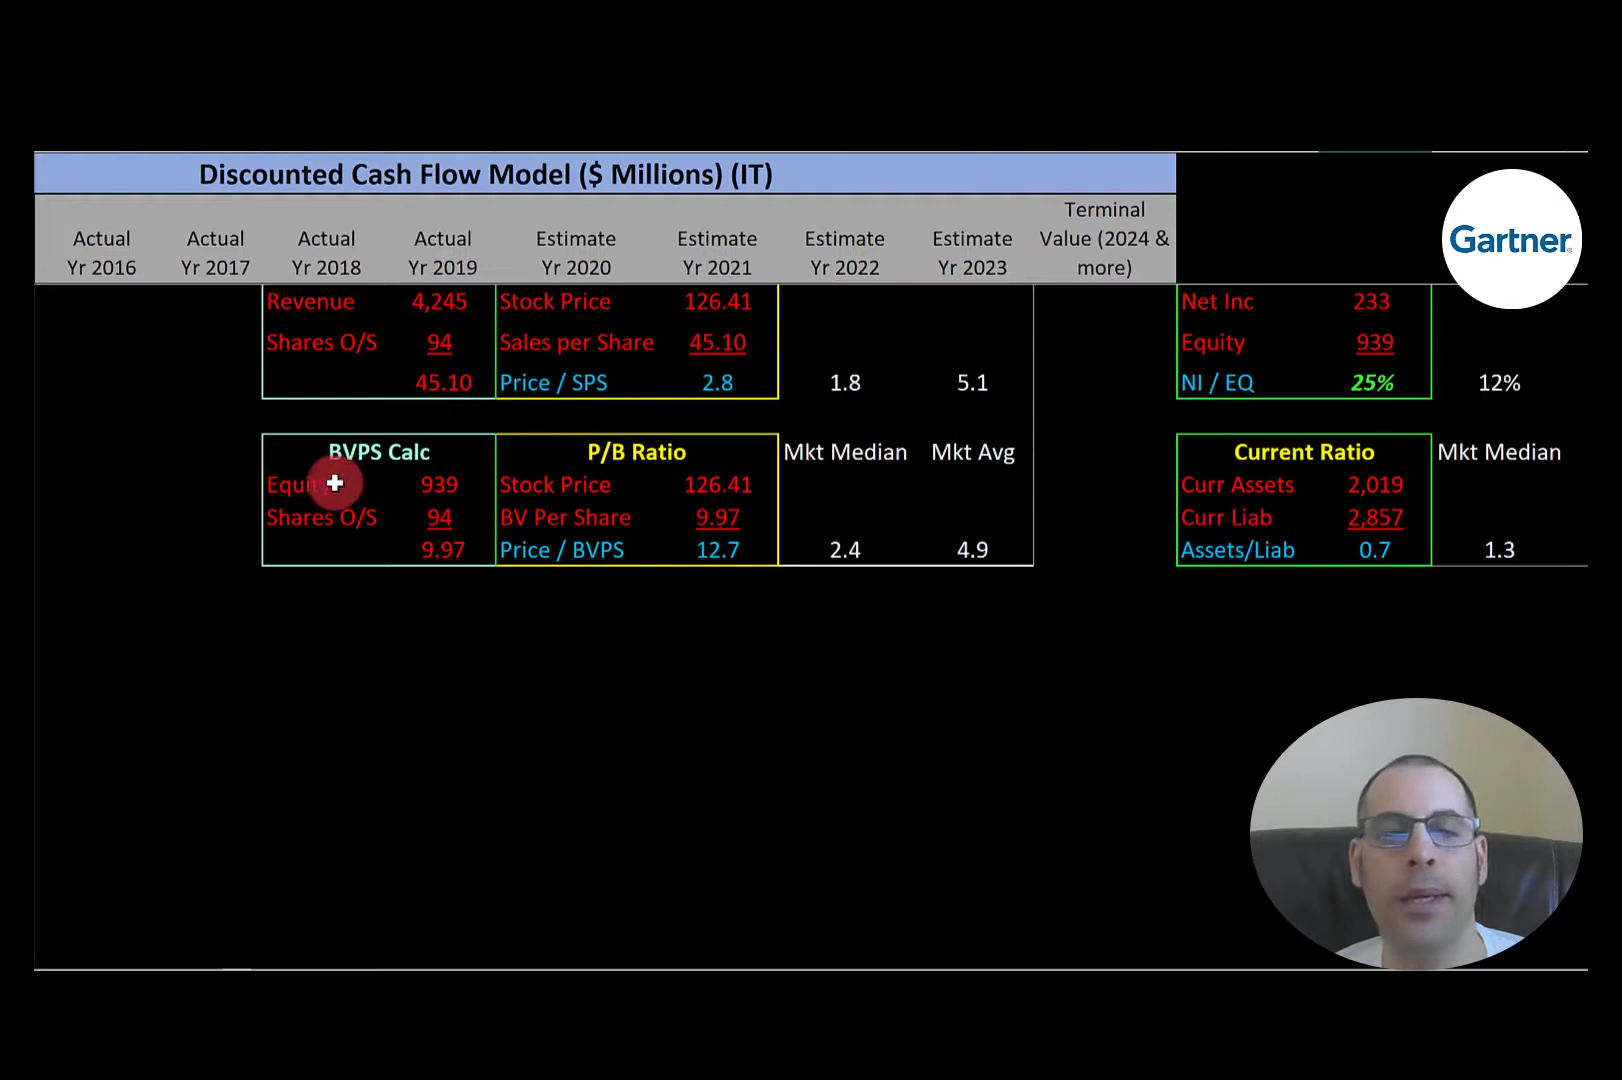 Discounted Cash Flow Model ($ Millions) (IT)
Actual Yr 2016 Actual Yr 2017 Actual Yr 2018 Actual Yr 2019 Estimate Yr 2020 Estimate Yr 2021 Estimate Yr 2022 Estimate Yr 2023 Terminal Value (2024 & more)
Gartner
Revenue 4,245 Stock Price 126.41 Net Inc 233
Shares O/S 94 Sales per Share 45.10 Equity 939
45.10 Price / SPS 2.8 1.8 5.1 NI / EQ 25% 12%
BVPS Calc P/B Ratio Mkt Median Mkt Avg Current Ratio Mkt Median
Equity 939 Stock Price 126.41 Curr Assets 2,019
Shares O/S 94 BV Per Share 9.97 Curr Liab 2,857
9.97 Price / BVPS 12.7 2.4 4.9 Assets/Liab 0.7 1.3